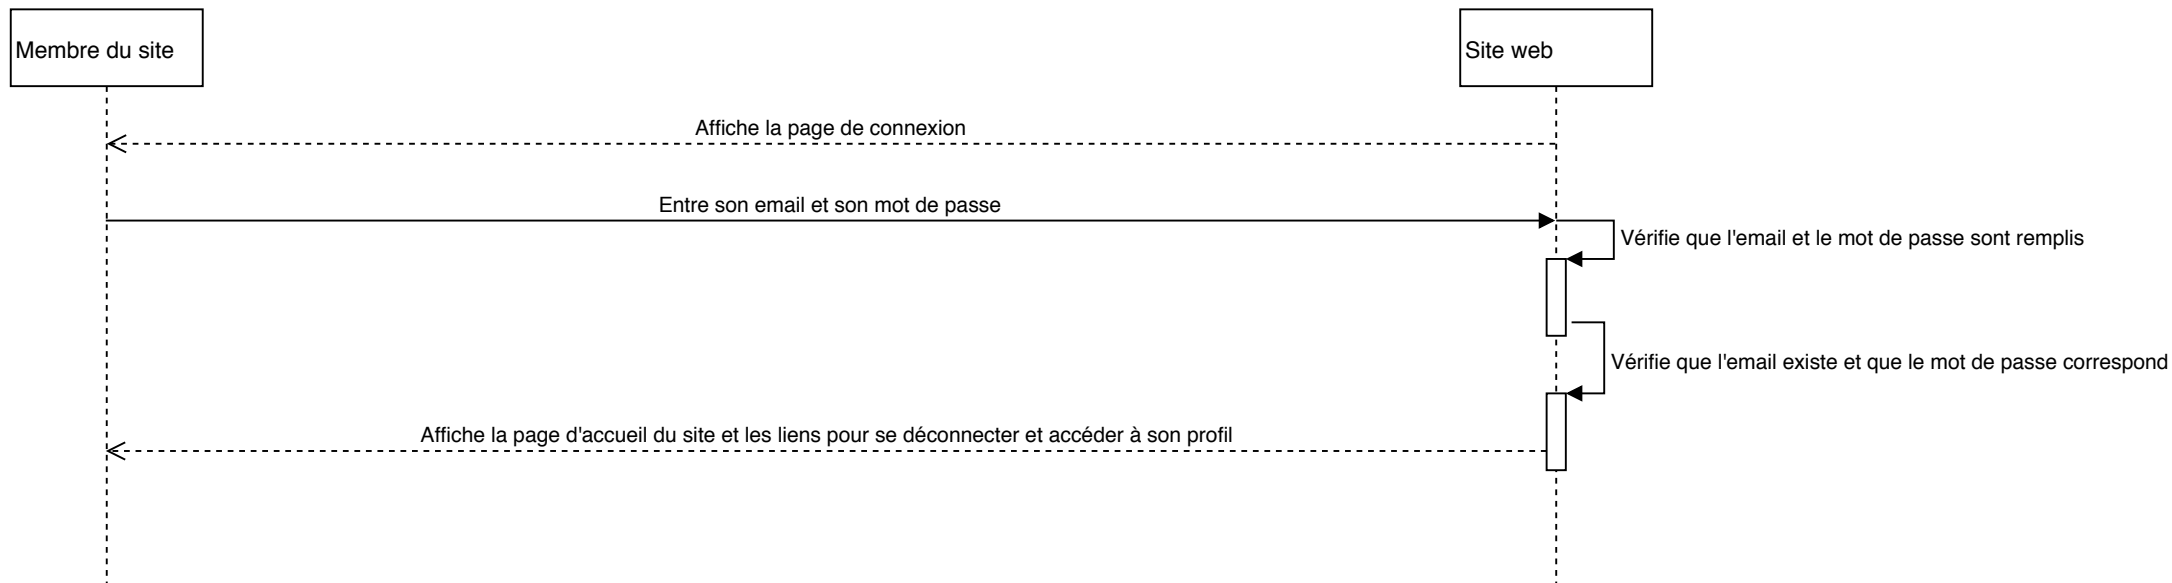 Membre du site
Site web
Affiche la page de connexion
Entre son email et son mot de passe
Vérifie que l'email et le mot de passe sont remplis
Vérifie que l'email existe et que le mot de passe correspond
Affiche la page d'accueil du site et les liens pour se déconnecter et accéder à son profil